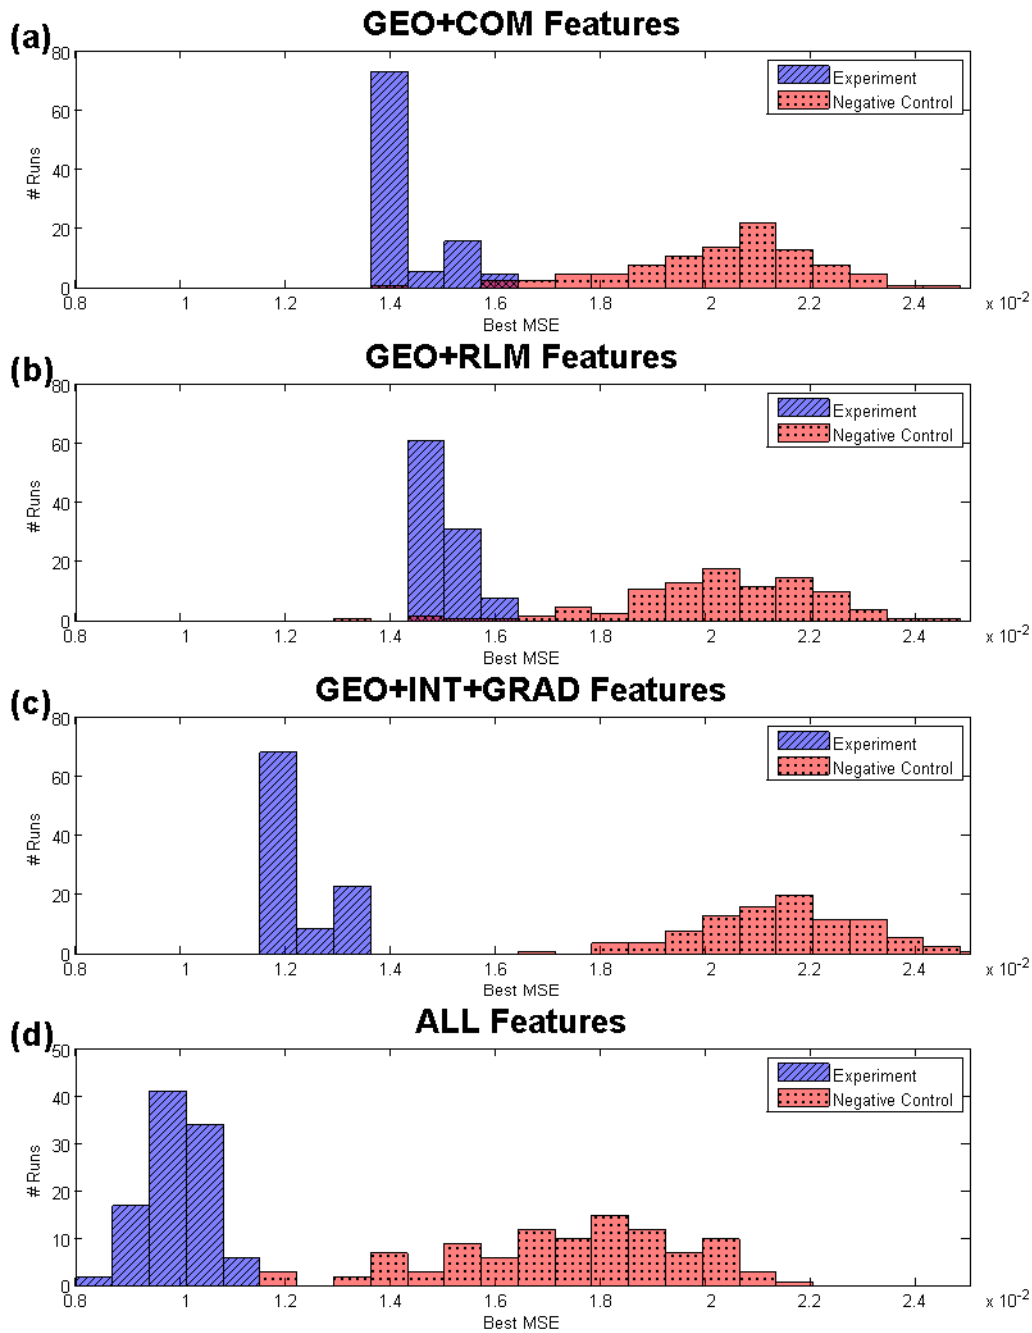 (a)
GEO+COM Features
80
60
40
20
0
# Runs
Experiment
Negative Control
0.8 1 1.2 1.4 1.6 1.8 2 2.2 2.4 x 10-2
Best MSE
(b)
GEO+RLM Features
80
60
40
20
0
# Runs
Experiment
Negative Control
0.8 1 1.2 1.4 1.6 1.8 2 2.2 2.4 x 10-2
Best MSE
(c)
GEO+INT+GRAD Features
80
60
40
20
0
# Runs
Experiment
Negative Control
0.8 1 1.2 1.4 1.6 1.8 2 2.2 2.4 x 10-2
Best MSE
(d)
ALL Features
50
40
30
20
10
0
# Runs
Experiment
Negative Control
0.8 1 1.2 1.4 1.6 1.8 2 2.2 2.4 x 10-2
Best MSE